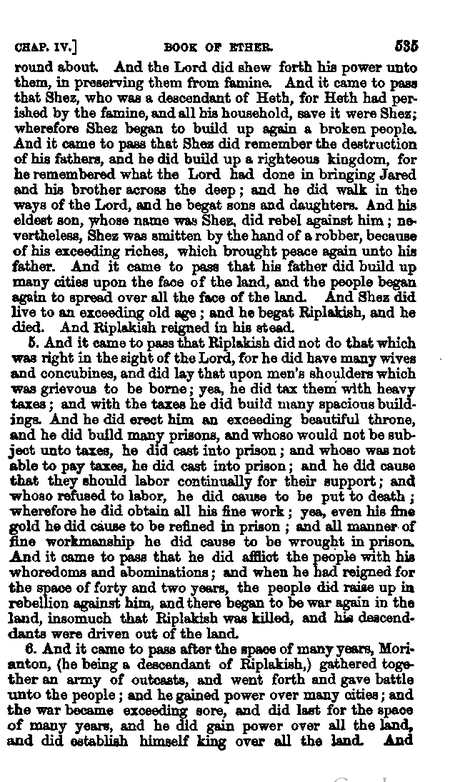 CHAP. IV.] BOOK OF ETHER. 535
round about. And the Lord did shew forth his power unto
them, in preserving them from famine. And it came to pass
that Shez, who was a descendant of Heth, for Heth had per-
ished by the famine, and all his household, save it were Shez;
wherefore Shez began to build up again a broken people.
And it came to pass that Shez did remember the destruction
of his fathers, and he did build up a righteous kingdom, for
he remembered what the Lord had done in bringing Jared
and his brother across the deep; and he did walk in the
ways of the Lord, and he begat sons and daughters. And his
eldest son, whose name was Shez, did rebel against him; ne-
vertheless, Shez was smitten by the hand of a robber, because
of his exceeding riches, which brought peace again unto his
father. And it came to pass that his father did build up
many cities upon the face of the land, and the people began
again to spread over all the face of the land. And Shez did
live to an exceeding old age; and he begat Riplakish, and he
died. And Riplakish reigned in his stead.
5. And it came to pass that Riplakish did not do that which
was right in the sight of the Lord, for he did have many wives
and concubines, and did lay that upon men's shoulders which
was grievous to be borne; yea, he did tax them with heavy
taxes; and with the taxes he did build many spacious build-
ings. And he did erect him an exceeding beautiful throne,
and he did build many prisons, and whoso would not be sub-
ject unto taxes, he did cast into prison; and whoso was not
able to pay taxes, he did cast into prison; and he did cause
that they should labor continually for their support; and
whoso refused to labor, he did cause to be put to death;
wherefore he did obtain all his fine work; yea, even his fine
gold he did cause to be refined in prison; and all manner of
fine workmanship he did cause to be wrought in prison.
And it came to pass that he did afflict the people with his
whoredoms and abominations; and when he had reigned for
the space of forty and two years, the people did raise up in
rebellion against him, and there began to be war again in the
land, insomuch that Riplakish was killed, and his descend-
dants were driven out of the land.
6. And it came to pass after the space of many years, Mori-
anton, (he being a descendant of Riplakish,) gathered toge-
ther an army of outcasts, and went forth and gave battle
unto the people; and he gained power over many cities; and
the war became exceeding sore, and did last for the space
of many years, and he did gain power over all the land,
and did establish himself king over all the land. And